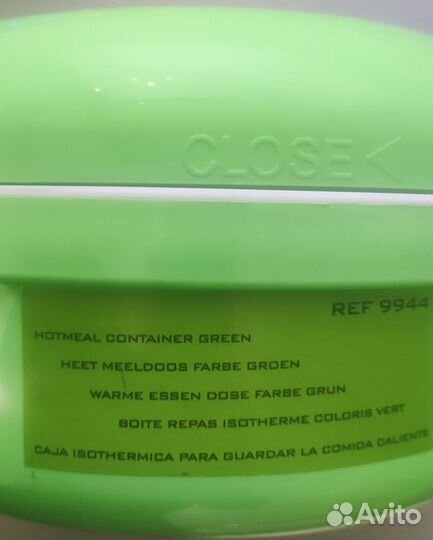 CLOSE <
REF 9944
HOTMEAL CONTAINER GREEN
HEET MEELDOOS FARBE GROEN
WARME ESSEN DOSE FARBE GRUN
BOITE REPAS ISOTHERME COLORIS VERT
CAJA ISOTHERMICA PARA GUARDAR LA COMIDA CALIENTE
Avito